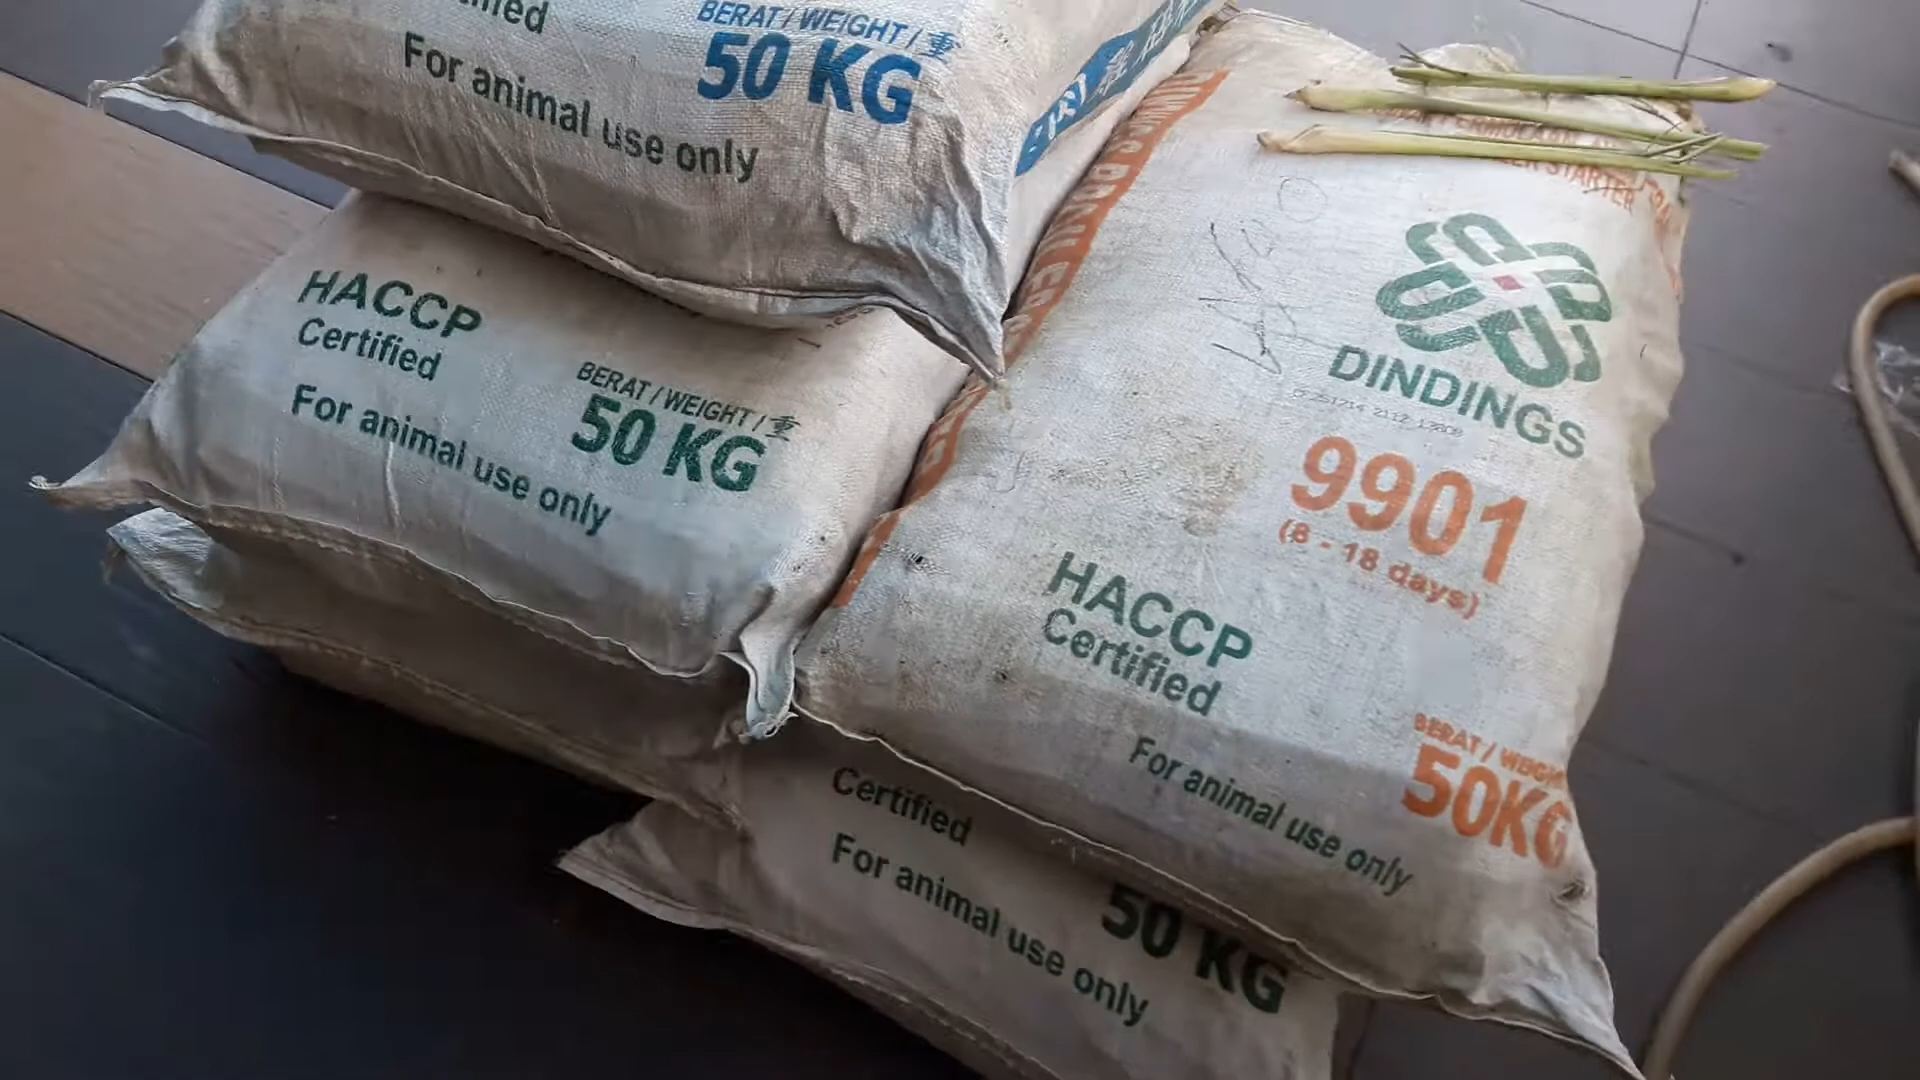 BERAT / WEIGHT / 重
50 KG
For animal use only
HACCP
Certified
BERAT / WEIGHT / 重
50 KG
For animal use only
STARTER
DINDINGS
9901
(8 - 18 days)
HACCP
Certified
BERAT /
50KG
For animal use only
Certified
50 KG
For animal use only